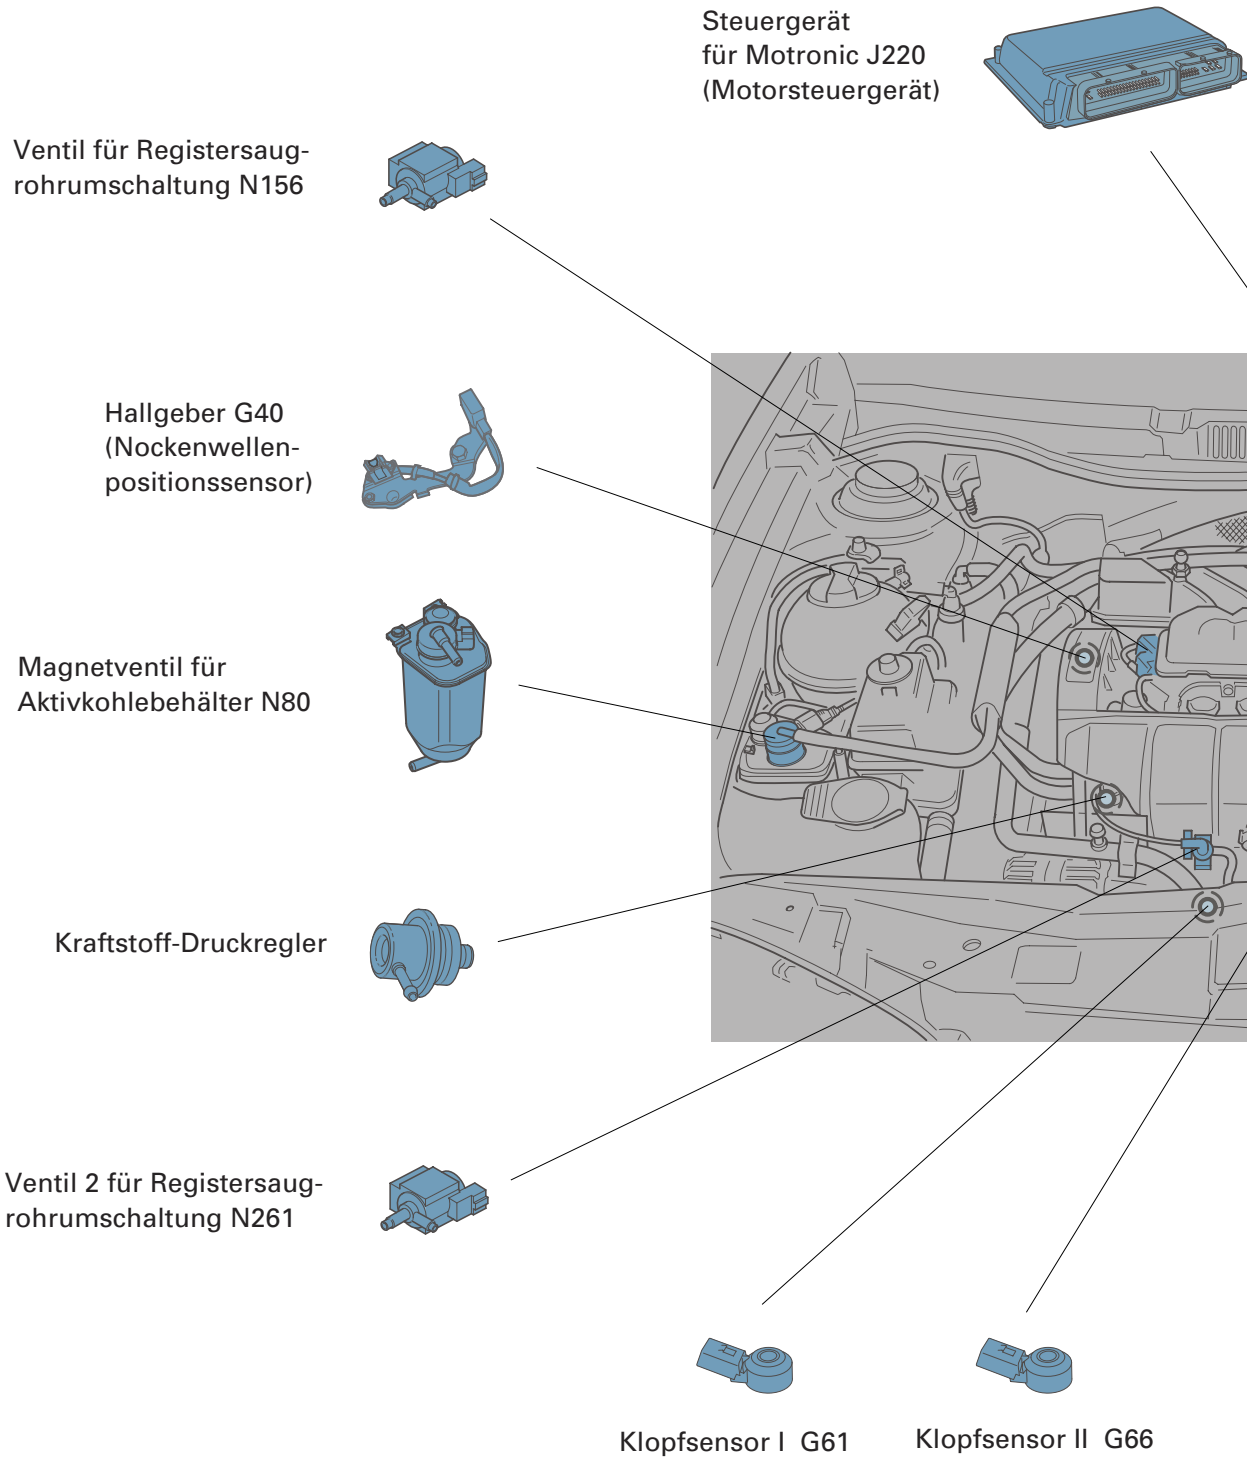 Steuergerät
für Motronic J220
(Motorsteuergerät)
Ventil für Registersaug-
rohrumschaltung N156
Hallgeber G40
(Nockenwellen-
positionssensor)
Magnetventil für
Aktivkohlebehälter N80
Kraftstoff-Druckregler
Ventil 2 für Registersaug-
rohrumschaltung N261
Klopfsensor I G61
Klopfsensor II G66